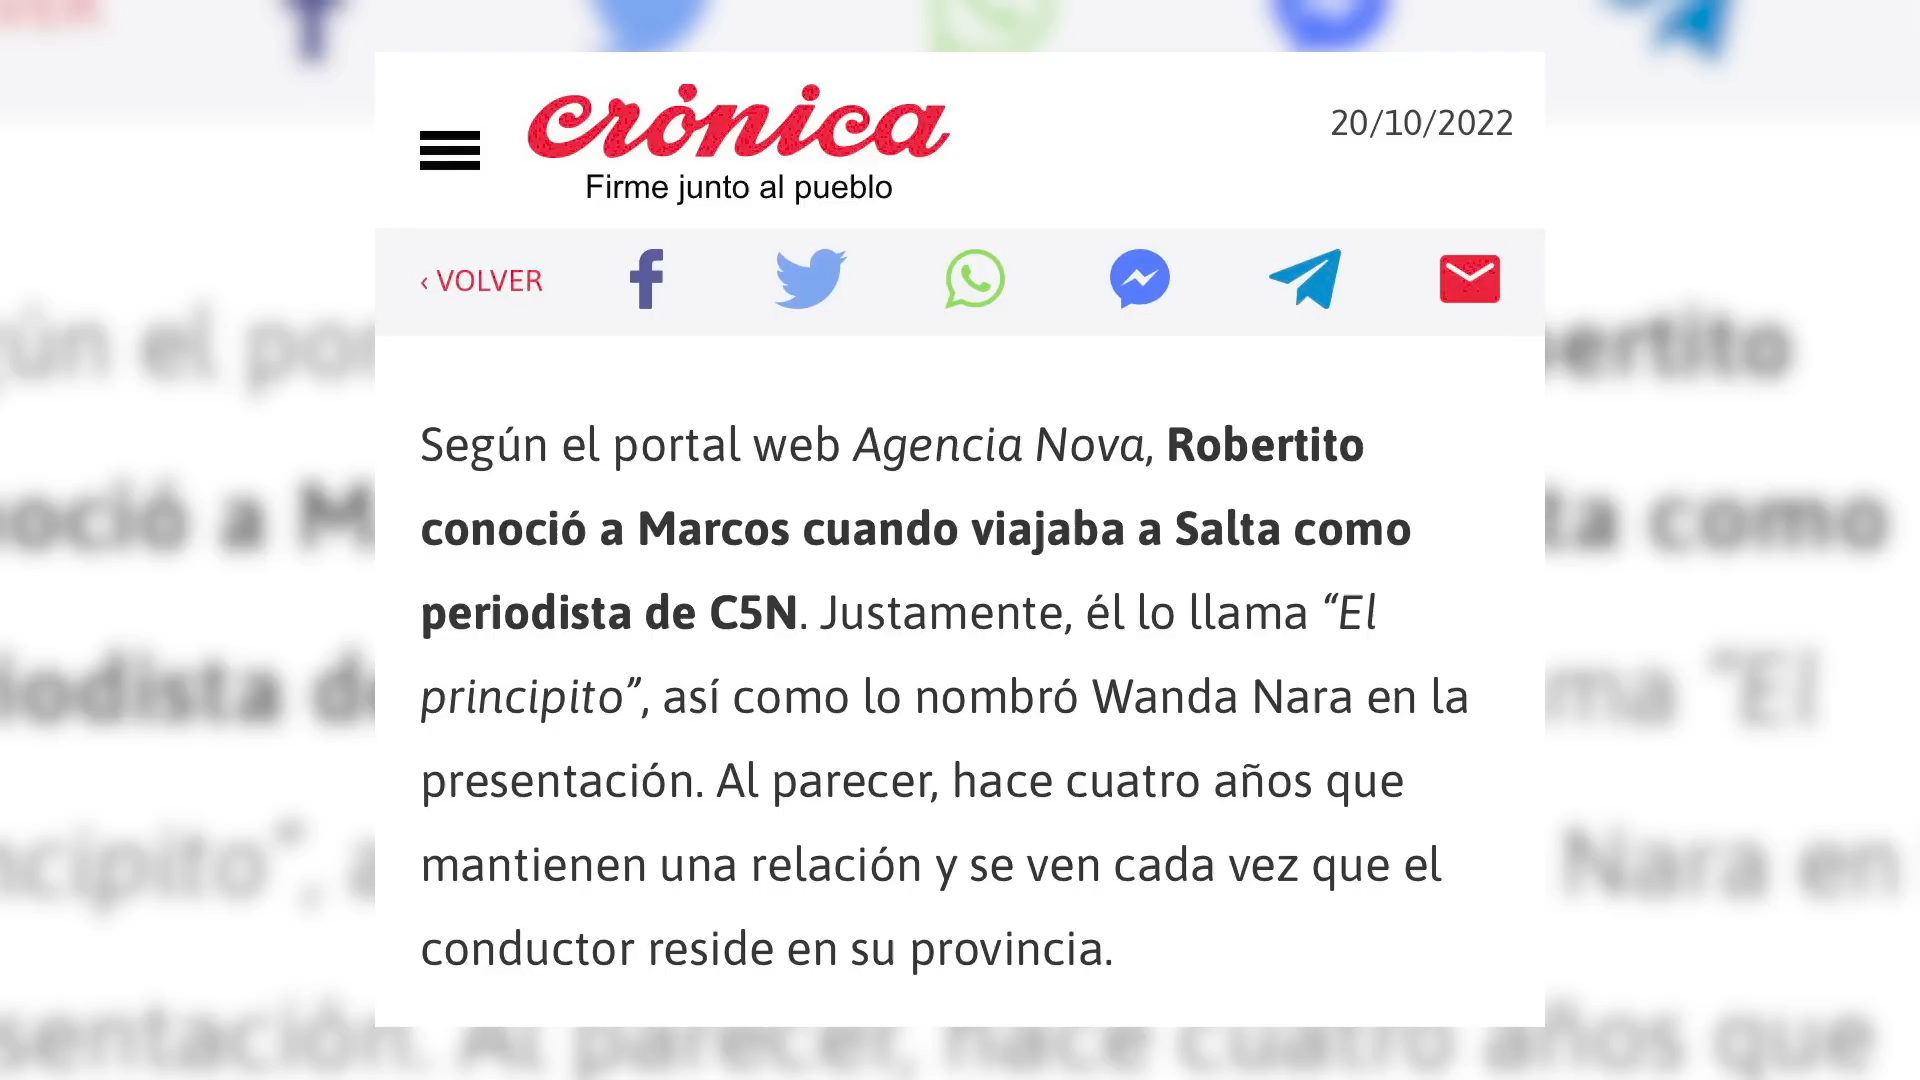 crónica
Firme junto al pueblo
20/10/2022
‹ VOLVER
Según el portal web Agencia Nova, Robertito
conoció a Marcos cuando viajaba a Salta como
periodista de C5N. Justamente, él lo llama “El
principito”, así como lo nombró Wanda Nara en la
presentación. Al parecer, hace cuatro años que
mantienen una relación y se ven cada vez que el
conductor reside en su provincia.